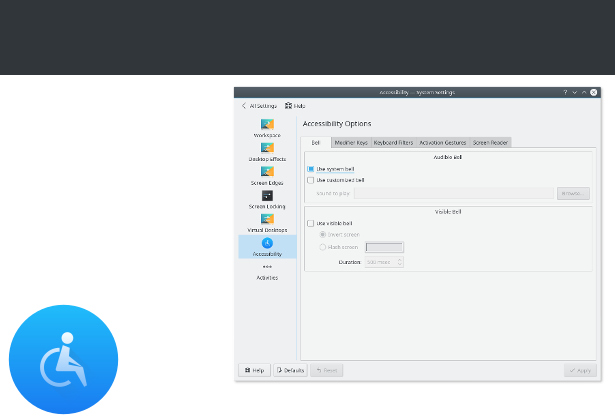 Accessibility — System Settings
All Settings
Help
Workspace
Desktop Effects
Screen Edges
Screen Locking
Virtual Desktops
Accessibility
Activities
Accessibility Options
Bell
Modifier Keys
Keyboard Filters
Activation Gestures
Screen Reader
Audible Bell
Use system bell
Use customized bell
Sound to play:
Browse...
Visible Bell
Use visible bell
Invert screen
Flash screen
Duration:
Help
Defaults
Reset
Apply